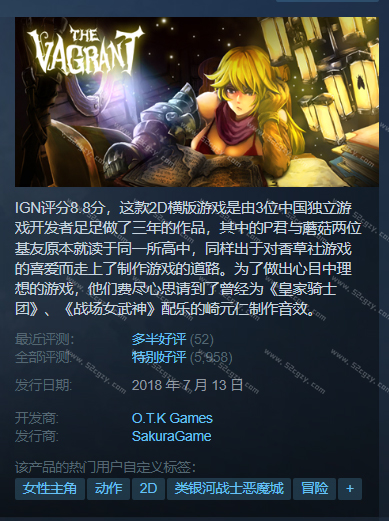 THE
VAGRANT
IGN评分8.8分，这款2D横版游戏是由3位中国独立游
戏开发者足足做了三年的作品，其中的P君与蘑菇两位
基友原本就读于同一所高中，同样出于对香草社游戏
的喜爱而走上了制作游戏的道路。为了做出心目中理
想的游戏，他们费尽心思请到了曾经为《皇家骑士
团》、《战场女武神》配乐的崎元仁制作音效。
最近评测： 多半好评 (52)
全部评测： 特别好评 (5,958)
发行日期: 2018 年 7 月 13 日
开发商: O.T.K Games
发行商: SakuraGame
该产品的热门用户自定义标签：
女性主角 动作 2D 类银河战士恶魔城 冒险 +
www.52zgzy.com